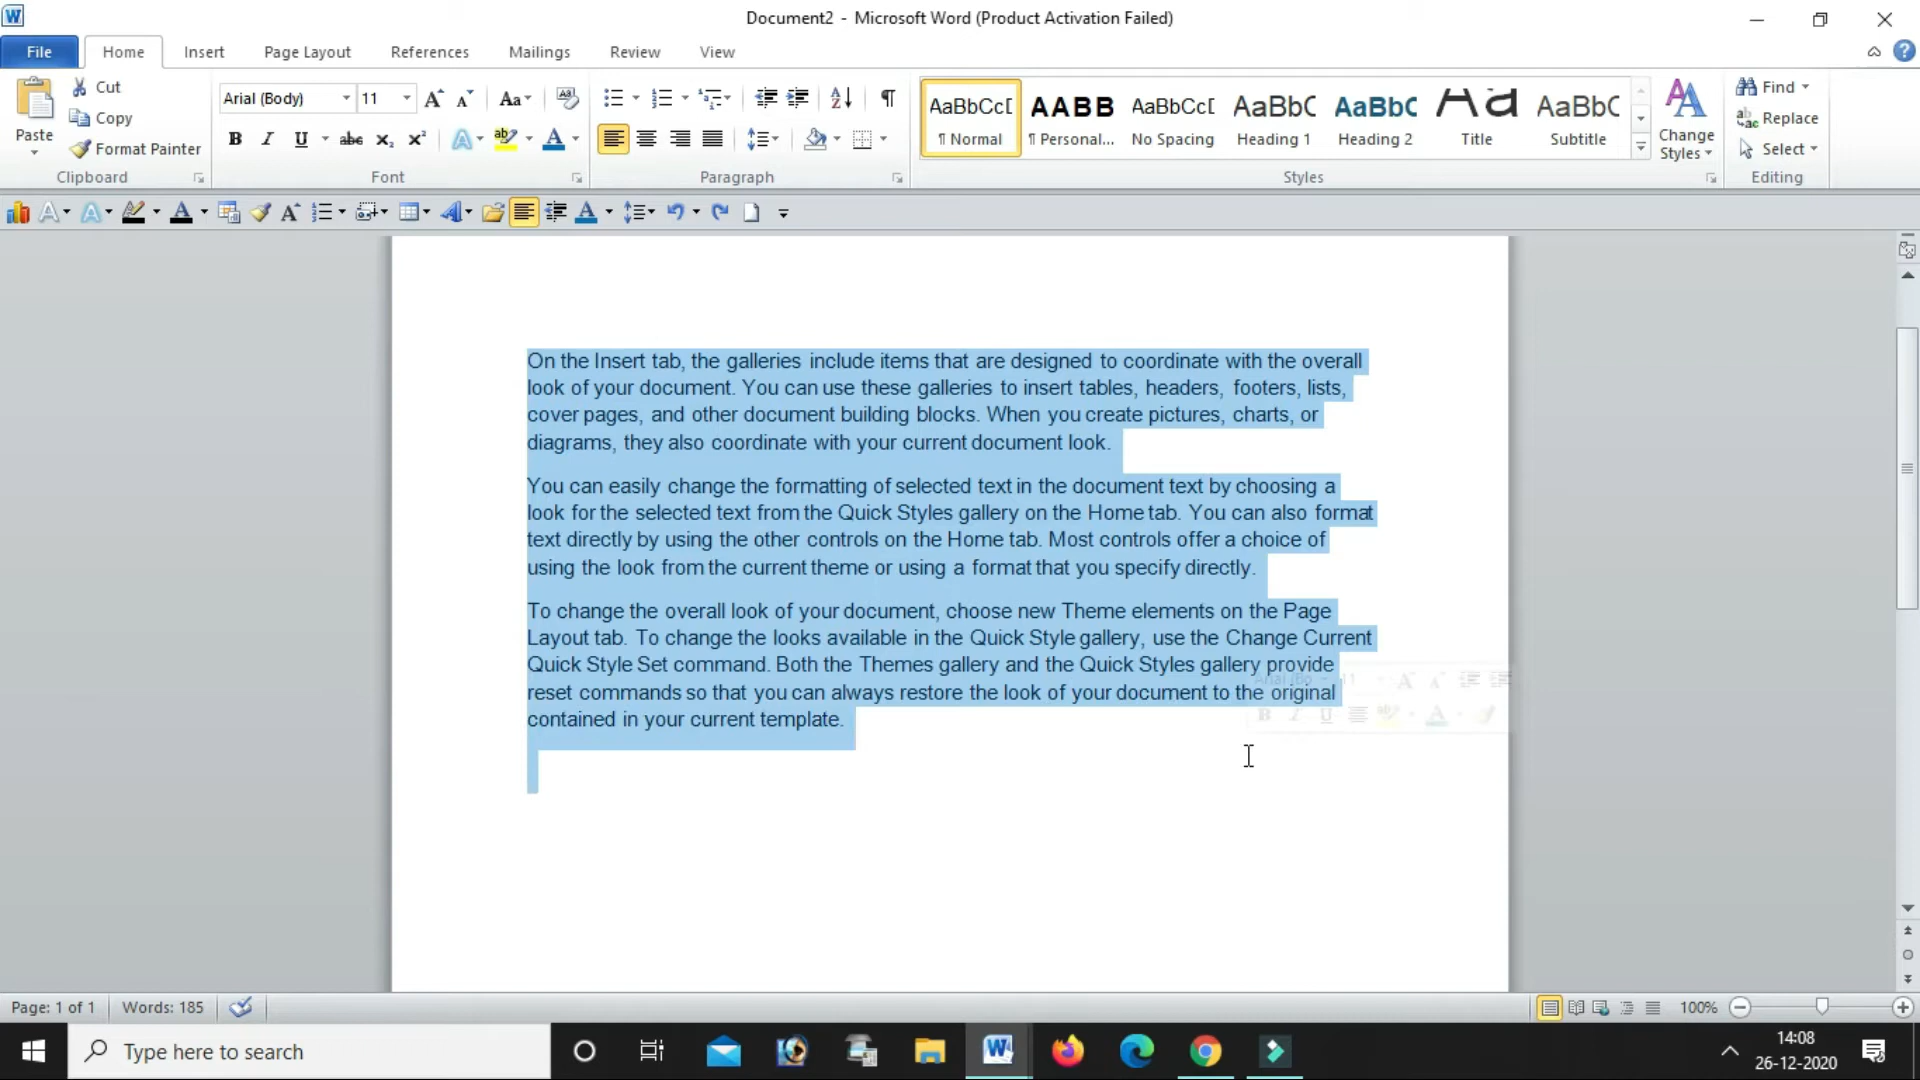 Document2 - Microsoft Word (Product Activation Failed)
File Home Insert Page Layout References Mailings Review View
Paste
Cut
Copy
Format Painter
Clipboard
Arial (Body) 11
Font
Paragraph
AaBbCcD AABB AaBbCcD AaBbC AaBbC Aa AaBbC
¶ Normal ¶ Personal... No Spacing Heading 1 Heading 2 Title Subtitle
Change Styles
Styles
Find
Replace
Select
Editing
On the Insert tab, the galleries include items that are designed to coordinate with the overall
look of your document. You can use these galleries to insert tables, headers, footers, lists,
cover pages, and other document building blocks. When you create pictures, charts, or
diagrams, they also coordinate with your current document look.
You can easily change the formatting of selected text in the document text by choosing a
look for the selected text from the Quick Styles gallery on the Home tab. You can also format
text directly by using the other controls on the Home tab. Most controls offer a choice of
using the look from the current theme or using a format that you specify directly.
To change the overall look of your document, choose new Theme elements on the Page
Layout tab. To change the looks available in the Quick Style gallery, use the Change Current
Quick Style Set command. Both the Themes gallery and the Quick Styles gallery provide
reset commands so that you can always restore the look of your document to the original
contained in your current template.
Page: 1 of 1 Words: 185
100%
Type here to search
14:08
26-12-2020